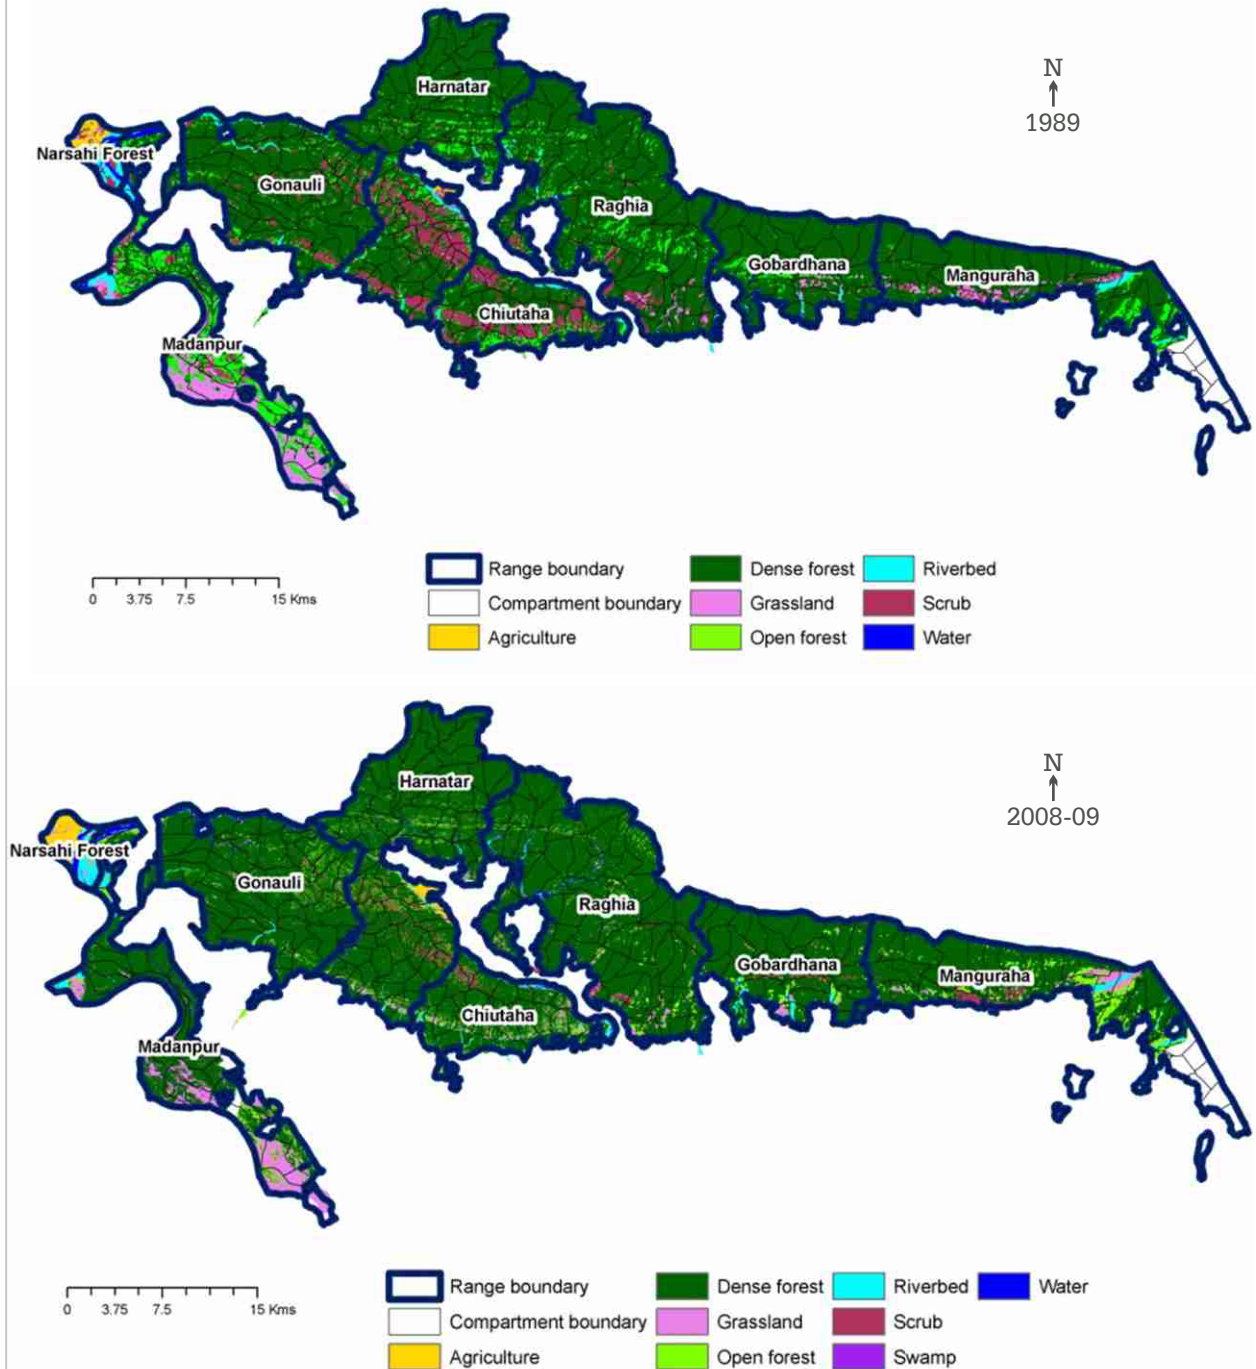 Harnatar
N
1989
Narsahi Forest
Gonauli
Raghia
Gobardhana
Manguraha
Chiutaha
Madanpur
Range boundary
Dense forest
Riverbed
Compartment boundary
Grassland
Scrub
Agriculture
Open forest
Water
0 3.75 7.5 15 Kms
Harnatar
N
2008-09
Narsahi Forest
Gonauli
Raghia
Gobardhana
Manguraha
Chiutaha
Madanpur
Range boundary
Dense forest
Riverbed
Water
Compartment boundary
Grassland
Scrub
Agriculture
Open forest
Swamp
0 3.75 7.5 15 Kms